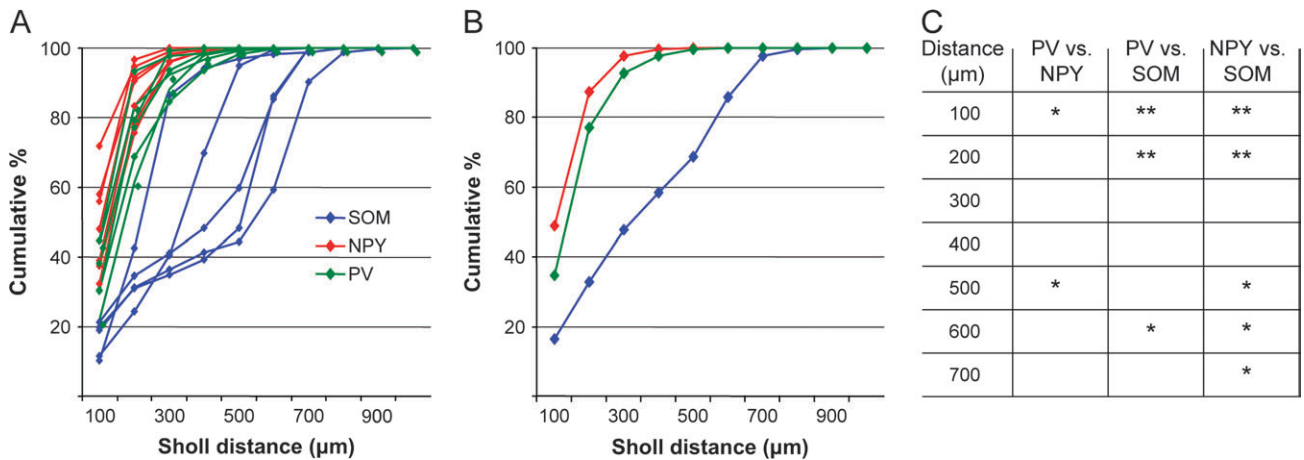 A
Cumulative %
100
80
60
40
20
SOM
NPY
PV
100 300 500 700 900
Sholl distance (µm)
B
Cumulative %
100
80
60
40
20
100 300 500 700 900
Sholl distance (µm)
C
Distance (µm) PV vs. NPY PV vs. SOM NPY vs. SOM
100 * ** **
200 ** **
300
400
500 * *
600 * *
700 *